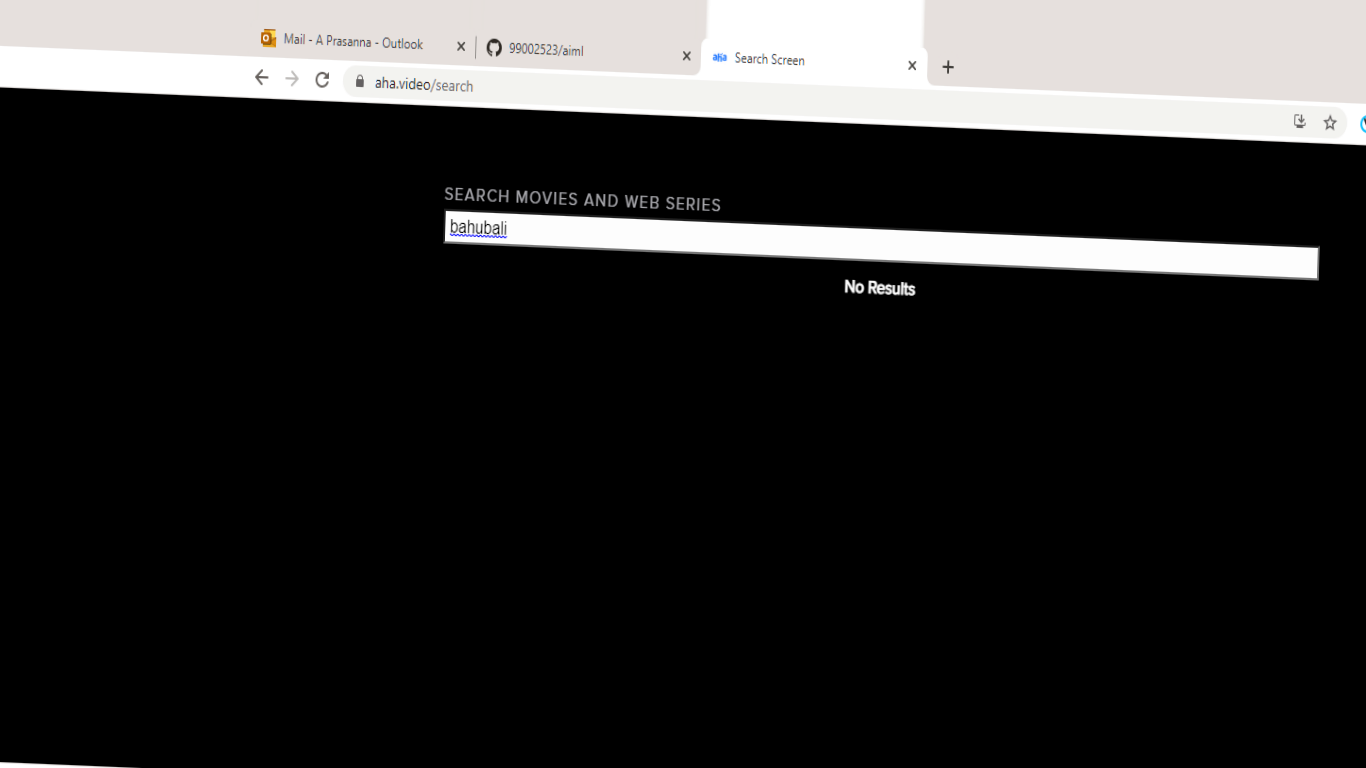 Mail - A Prasanna - Outlook
99002523/aiml
aha
Search Screen
aha.video/search
SEARCH MOVIES AND WEB SERIES
bahubali
No Results